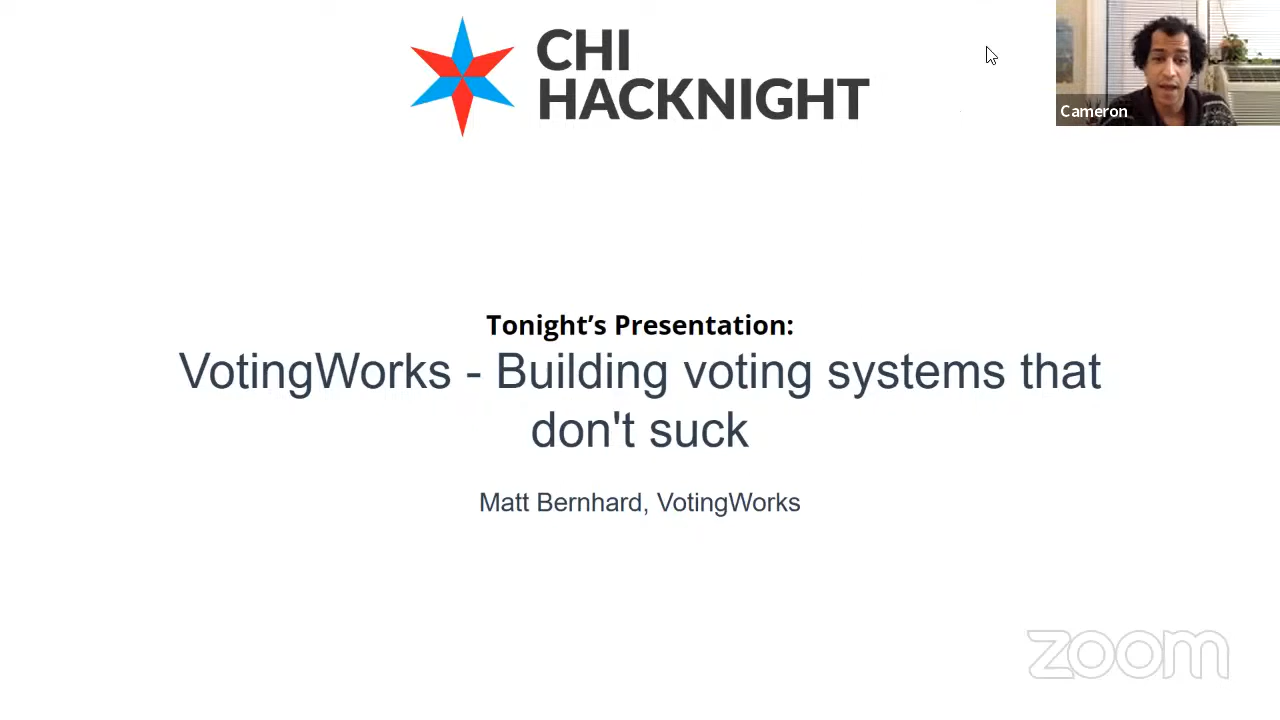 CHI
HACKNIGHT
Cameron
Tonight’s Presentation:
VotingWorks - Building voting systems that
don't suck
Matt Bernhard, VotingWorks
zoom